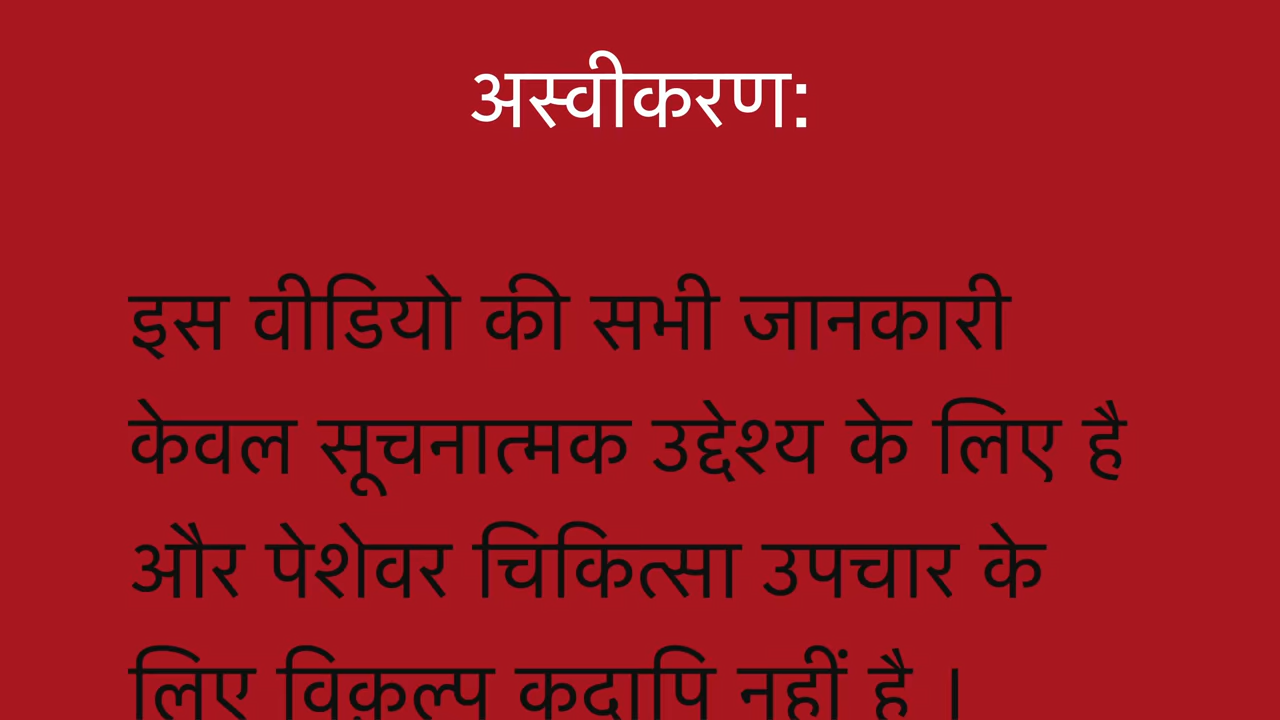 अस्वीकरण:
इस वीडियो की सभी जानकारी
केवल सूचनात्मक उद्देश्य के लिए है
और पेशेवर चिकित्सा उपचार के
लिए विकल्प कदापि नहीं है ।